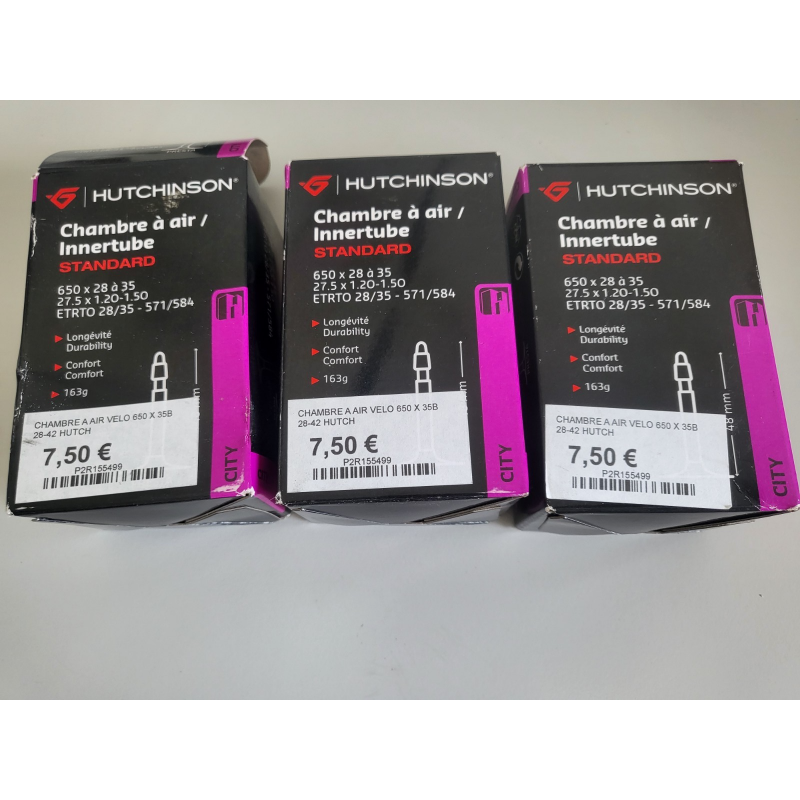 HUTCHINSON®
Chambre à air /
Innertube
STANDARD
650 x 28 à 35
27.5 x 1.20-1.50
ETRTO 28/35 - 571/584
Longévité
Durability
Confort
Comfort
163g
mm
CHAMBRE A AIR VELO 650 X 35B
28-42 HUTCH
7,50 €
P2R155499
CITY
HUTCHINSON®
Chambre à air /
Innertube
STANDARD
650 x 28 à 35
27.5 x 1.20-1.50
ETRTO 28/35 - 571/584
Longévité
Durability
Confort
Comfort
163g
CHAMBRE A AIR VELO 650 X 35B
28-42 HUTCH
7,50 €
P2R155499
CITY
HUTCHINSON®
Chambre à air /
Innertube
STANDARD
650 x 28 à 35
27.5 x 1.20-1.50
ETRTO 28/35 - 571/584
Longévité
Durability
Confort
Comfort
163g
48 mm
CHAMBRE A AIR VELO 650 X 35B
28-42 HUTCH
7,50 €
P2R155499
CITY